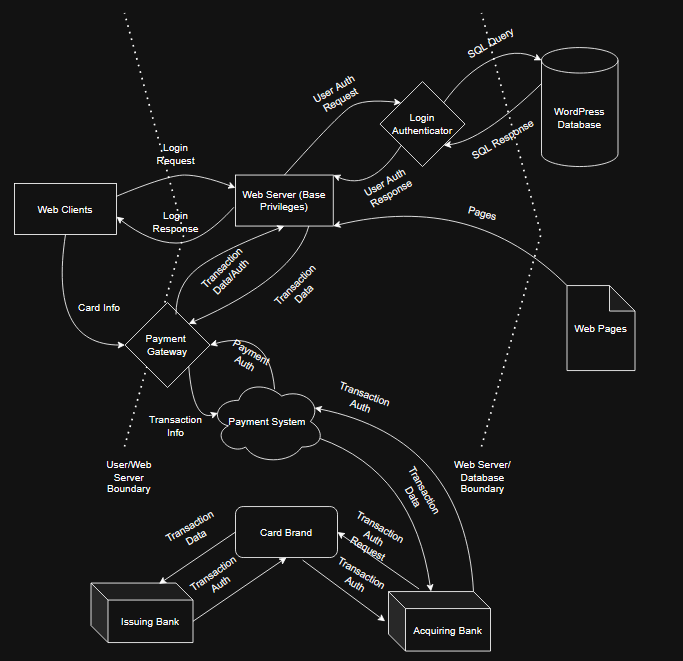 SQL Query
User Auth
Request
Login
Authenticator
WordPress
Database
SQL Response
Login
Request
User Auth
Response
Web Server (Base
Privileges)
Web Clients
Login
Response
Pages
Transaction
Data/Auth
Transaction
Data
Card Info
Payment
Gateway
Web Pages
Payment
Auth
Transaction
Auth
Transaction
Info
Payment System
User/Web
Server
Boundary
Web Server/
Database
Boundary
Transaction
Data
Transaction
Data
Card Brand
Transaction
Auth
Request
Transaction
Auth
Transaction
Auth
Issuing Bank
Acquiring Bank